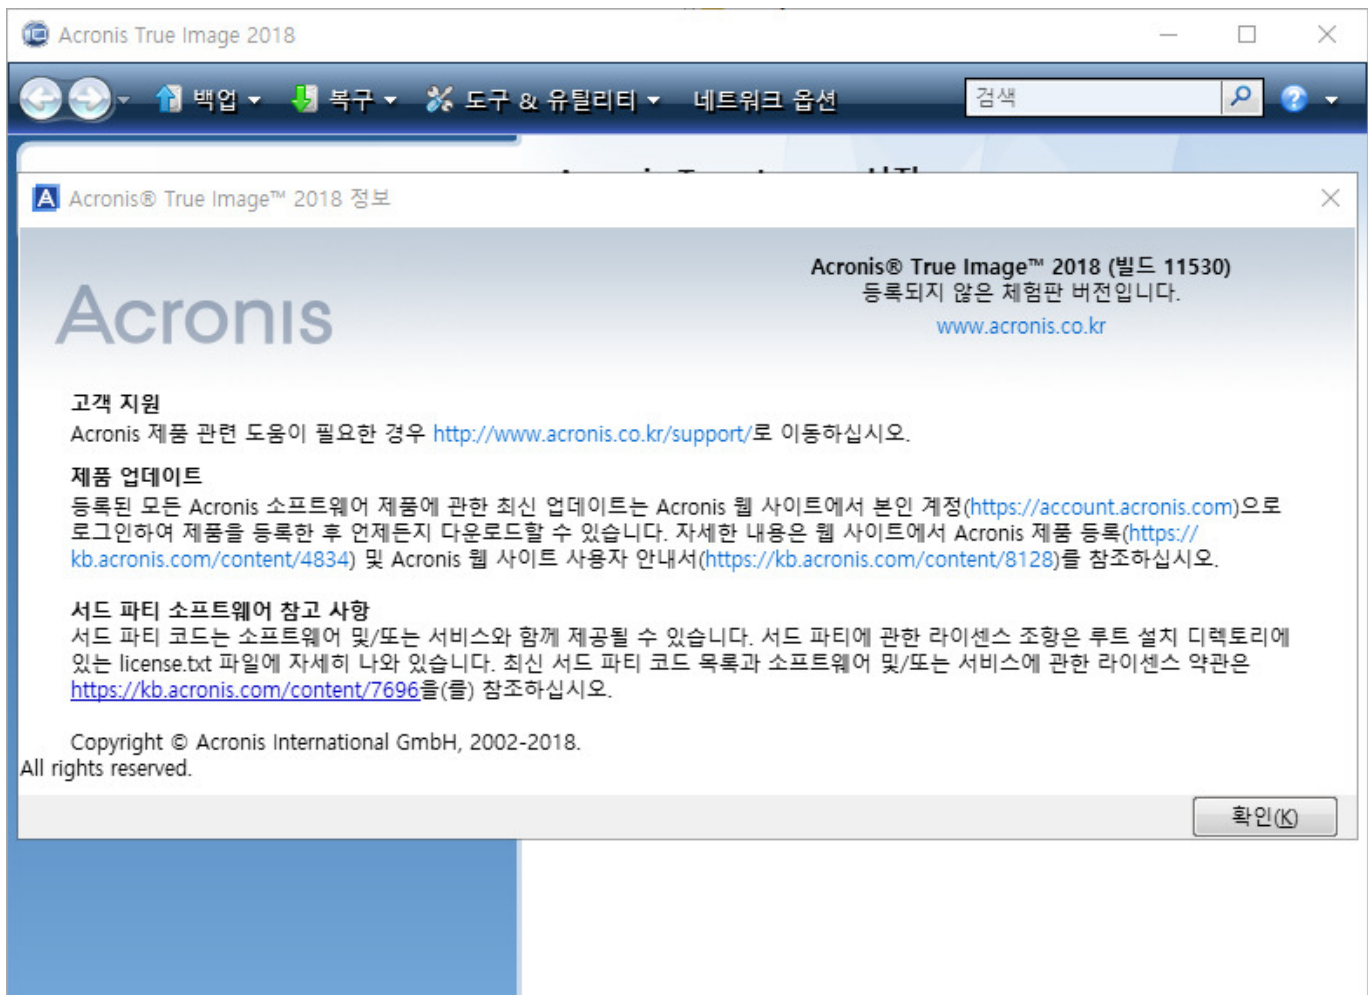 Acronis True Image 2018
백업 복구 도구 & 유틸리티 네트워크 옵션 검색
Acronis® True Image™ 2018 정보
Acronis
Acronis® True Image™ 2018 (빌드 11530)
등록되지 않은 체험판 버전입니다.
www.acronis.co.kr
고객 지원
Acronis 제품 관련 도움이 필요한 경우 http://www.acronis.co.kr/support/로 이동하십시오.
제품 업데이트
등록된 모든 Acronis 소프트웨어 제품에 관한 최신 업데이트는 Acronis 웹 사이트에서 본인 계정(https://account.acronis.com)으로
로그인하여 제품을 등록한 후 언제든지 다운로드할 수 있습니다. 자세한 내용은 웹 사이트에서 Acronis 제품 등록(https://
kb.acronis.com/content/4834) 및 Acronis 웹 사이트 사용자 안내서(https://kb.acronis.com/content/8128)를 참조하십시오.
서드 파티 소프트웨어 참고 사항
서드 파티 코드는 소프트웨어 및/또는 서비스와 함께 제공될 수 있습니다. 서드 파티에 관한 라이센스 조항은 루트 설치 디렉토리에
있는 license.txt 파일에 자세히 나와 있습니다. 최신 서드 파티 코드 목록과 소프트웨어 및/또는 서비스에 관한 라이센스 약관은
https://kb.acronis.com/content/7696을(를) 참조하십시오.
Copyright © Acronis International GmbH, 2002-2018.
All rights reserved.
확인(K)